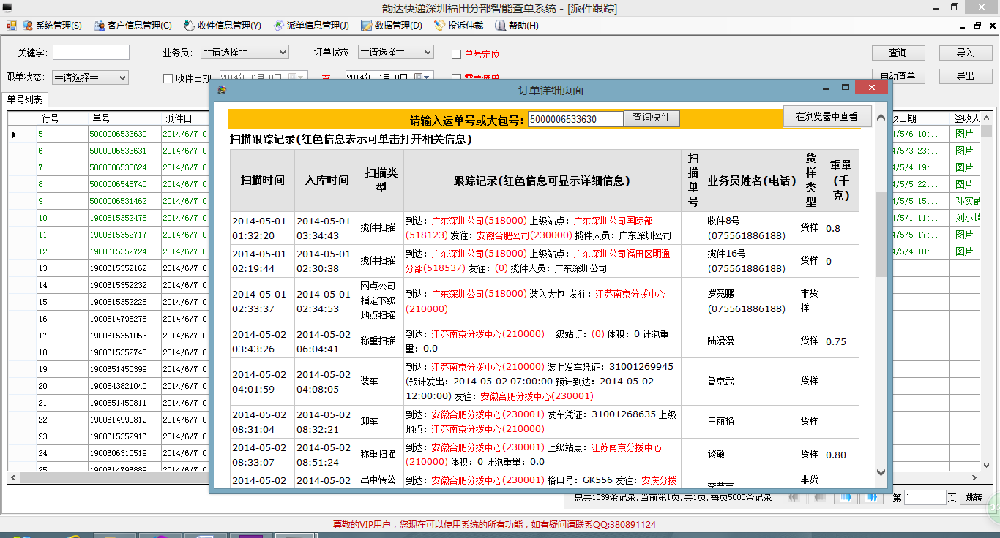 韵达快递深圳福田分部智能查单系统 - [派件跟踪]
系统管理(S) 客户信息管理(C) 收件信息管理(Y) 派单信息管理(J) 数据管理(D) 投诉仲裁 帮助(H)
关键字: 业务员: ==请选择== 订单状态: ==请选择== 单号定位 查询 导入
跟单状态: ==请选择== 收件日期: 2014年 6月 8日 至 2014年 6月 8日 需要催单 自动查单 导出
单号列表
行号 单号 派件日
5 5000006533630 2014/6/7 0
6 5000006533631 2014/6/7 0
7 5000006533624 2014/6/7 0
8 5000006545740 2014/6/7 0
9 5000006531462 2014/6/7 0
10 1900615352475 2014/6/7 0
11 1900615352717 2014/6/7 0
12 1900615352724 2014/6/7 0
13 1900615352162 2014/6/7 0
14 1900615352232 2014/6/7 0
15 1900615352225 2014/6/7 0
16 1900614796276 2014/6/7 0
17 1900615351053 2014/6/7 0
18 1900615352745 2014/6/7 0
19 1900651450399 2014/6/7 0
20 1900543821040 2014/6/7 0
21 1900651450811 2014/6/7 0
22 1900614990819 2014/6/7 0
23 1900615352916 2014/6/7 0
24 1900606310519 2014/6/7 0
25 1900614796889 2014/6/7 0
订单详细页面
请输入运单号或大包号: 5000006533630 查询快件 在浏览器中查看
扫描跟踪记录(红色信息表示可单击打开相关信息)
扫描时间 入库时间 扫描类型 跟踪记录(红色信息可显示详细信息) 扫描单号 业务员姓名(电话) 货样类型 重量(千克)
2014-05-01 01:32:20 2014-05-01 03:34:43 揽件扫描 到达：广东深圳公司(518000) 上级站点：广东深圳公司国际部
(518123) 发往：安徽合肥公司(230000) 揽件人员：广东深圳公司 收件8号 (075561886188) 货样 0.8
2014-05-01 02:19:44 2014-05-01 02:30:38 揽件扫描 到达：广东深圳公司(518000) 上级站点：广东深圳公司福田区明通
分部(518537) 发往：(0) 揽件人员：广东深圳公司 揽件16号 (075561886188) 货样 0
2014-05-01 02:33:37 2014-05-01 02:34:53 网点公司指定下级地点扫描 到达：广东深圳公司(518000) 装入大包 发往：江苏南京分拨中心
(210000) 罗竞鹏 (075561886188) 非货样
2014-05-02 03:43:26 2014-05-02 06:04:41 称重扫描 到达：江苏南京分拨中心(210000) 上级站点：(0) 体积：0 计泡重
量：0.0 陆漫漫 货样 0.75
2014-05-02 04:01:59 2014-05-02 04:08:05 装车 到达：江苏南京分拨中心(210000) 装上发车凭证：31001269945
(预计发出：2014-05-02 07:00:00 预计到达：2014-05-02
12:00:00) 发往：安徽合肥分拨中心(230001) 鲁京武 货样
2014-05-02 08:31:04 2014-05-02 08:32:21 卸车 到达：安徽合肥分拨中心(230001) 发车凭证：31001268635 上级
地点：江苏南京分拨中心(210000) 王丽艳 货样
2014-05-02 08:33:07 2014-05-02 08:51:24 称重扫描 到达：安徽合肥分拨中心(230001) 上级站点：江苏南京分拨中心
(210000) 体积：0 计泡重量：0.0 谈敏 货样 0.80
2014-05-02 2014-05-02 出中转公 到达：安徽合肥分拨中心(230001) 格口号：GK556 发往：安庆分拨 非货
收日期 签收人
4/5/6 10:... 图片
4/5/3 23:... 图片
4/5/4 19:... 图片
4/5/5 22:... 图片
4/5/5 15:... 孙实
4/5/1 11:... 刘小峰
4/5/5 17:... 图片
4/5/4 18:... 图片
总共1039条记录, 当前第1页, 共1页, 每页5000条记录 第 1 页 跳转
尊敬的VIP用户，您现在可以使用系统的所有功能，如有疑问请联系QQ:380891124